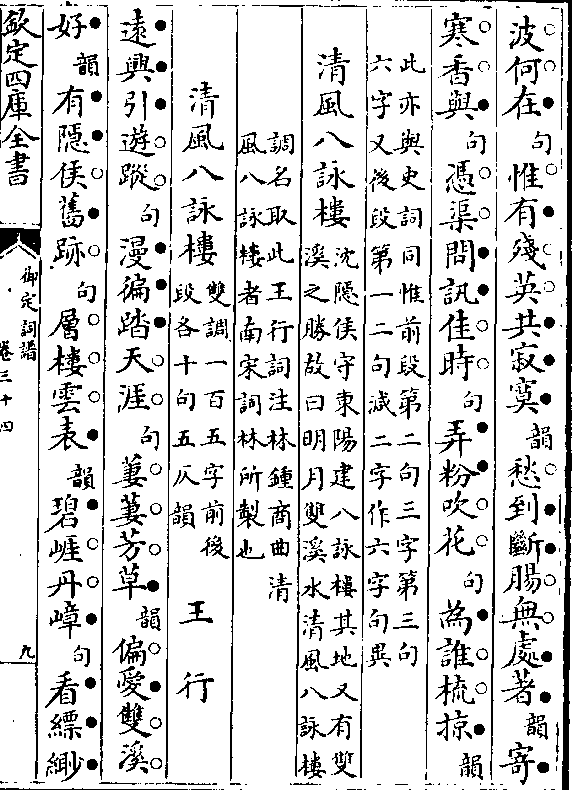 波何在句惟有殘英共寂寞韻愁到斷腸無處著韻寄
寒香與句憑渠問訊佳時句弄粉吹花句為誰梳掠韻
此亦與史詞同惟前段第二句三字第三句
六字又後段第一二句減二字作六字句異
清風八詠樓
沈隱侯守東陽建八詠樓其地又有雙
溪之勝故曰明月雙溪水清風八詠樓
調名取此王行詞注林鍾商曲清
風八詠樓者南宋詞林所製也
清風八詠樓
雙調一百五字前後
段各十句五仄韻
王行
遠興引遊蹤句漫徧踏天涯句萋萋芳草韻偏愛雙溪
好韻有隱侯舊跡句層樓雲表韻碧崕丹嶂句看縹緲
欽定四庫全書
御定詞譜
卷三十四
九